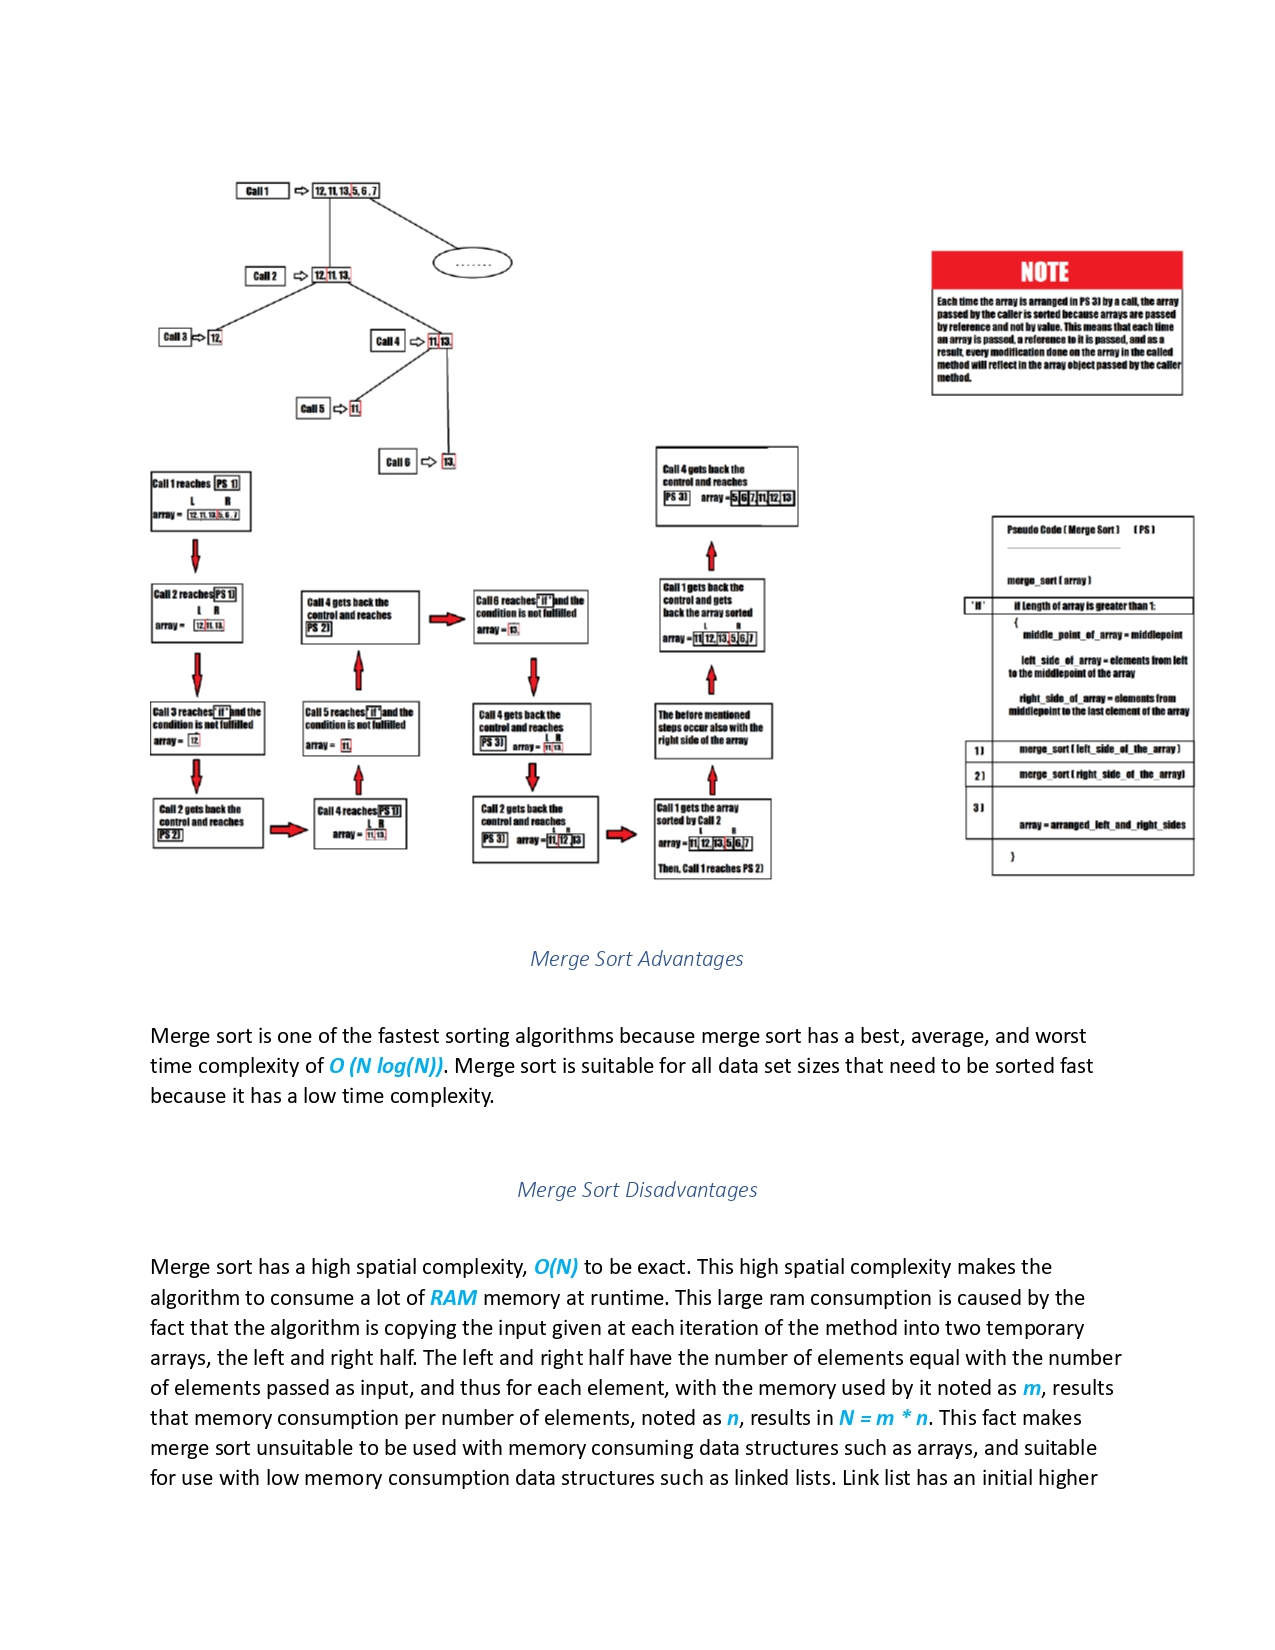 Call 1
12, 11, 13, 5, 6 ,7
.......
Call 2
12, 11, 13,
Call 3
12,
Call 4
11, 13,
Call 5
11,
Call 6
13,
NOTE
Each time the array is arranged in PS 3) by a call, the array
passed by the caller is sorted because arrays are passed
by reference and not by value. This means that each time
an array is passed, a reference to it is passed, and as a
result, every modification done on the array in the called
method will reflect in the array object passed by the caller
method.
Call 1 reaches PS 1)
L R
array = 12, 11, 13, 5, 6 ,7
Call 2 reaches PS 1)
L R
array = 12, 11, 13,
Call 3 reaches 'if' and the
condition is not fulfilled
array = 12,
Call 2 gets back the
control and reaches
PS 2)
Call 4 reaches PS 1)
L R
array = 11, 13,
Call 5 reaches 'if' and the
condition is not fulfilled
array = 11,
Call 4 gets back the
control and reaches
PS 2)
Call 6 reaches 'if' and the
condition is not fulfilled
array = 13,
Call 4 gets back the
control and reaches
L R
PS 3) array = 11, 13,
Call 2 gets back the
control and reaches
L R
PS 3) array = 11, 12, 13
Call 1 gets the array
sorted by Call 2
L R
array = 11, 12, 13, 5, 6, 7
Then, Call 1 reaches PS 2)
The before mentioned
steps occur also with the
right side of the array
Call 1 gets back the
control and gets
back the array sorted
L R
array = 11, 12, 13, 5, 6, 7
Call 4 gets back the
control and reaches
PS 3) array = 5, 6, 7, 11, 12, 13
Pseudo Code ( Merge Sort ) ( PS )
merge_sort ( array )
'If' if Length of array is greater than 1:
{
middle_point_of_array = middlepoint
left_side_of_array = elements from left
to the middlepoint of the array
right_side_of_array = elements from
middlepoint to the last element of the array
1) merge_sort ( left_side_of_the_array )
2) merge_sort ( right_side_of_the_array)
3)
array = arranged_left_and_right_sides
}
Merge Sort Advantages
Merge sort is one of the fastest sorting algorithms because merge sort has a best, average, and worst
time complexity of O (N log(N)). Merge sort is suitable for all data set sizes that need to be sorted fast
because it has a low time complexity.
Merge Sort Disadvantages
Merge sort has a high spatial complexity, O(N) to be exact. This high spatial complexity makes the
algorithm to consume a lot of RAM memory at runtime. This large ram consumption is caused by the
fact that the algorithm is copying the input given at each iteration of the method into two temporary
arrays, the left and right half. The left and right half have the number of elements equal with the number
of elements passed as input, and thus for each element, with the memory used by it noted as m, results
that memory consumption per number of elements, noted as n, results in N = m * n. This fact makes
merge sort unsuitable to be used with memory consuming data structures such as arrays, and suitable
for use with low memory consumption data structures such as linked lists. Link list has an initial higher